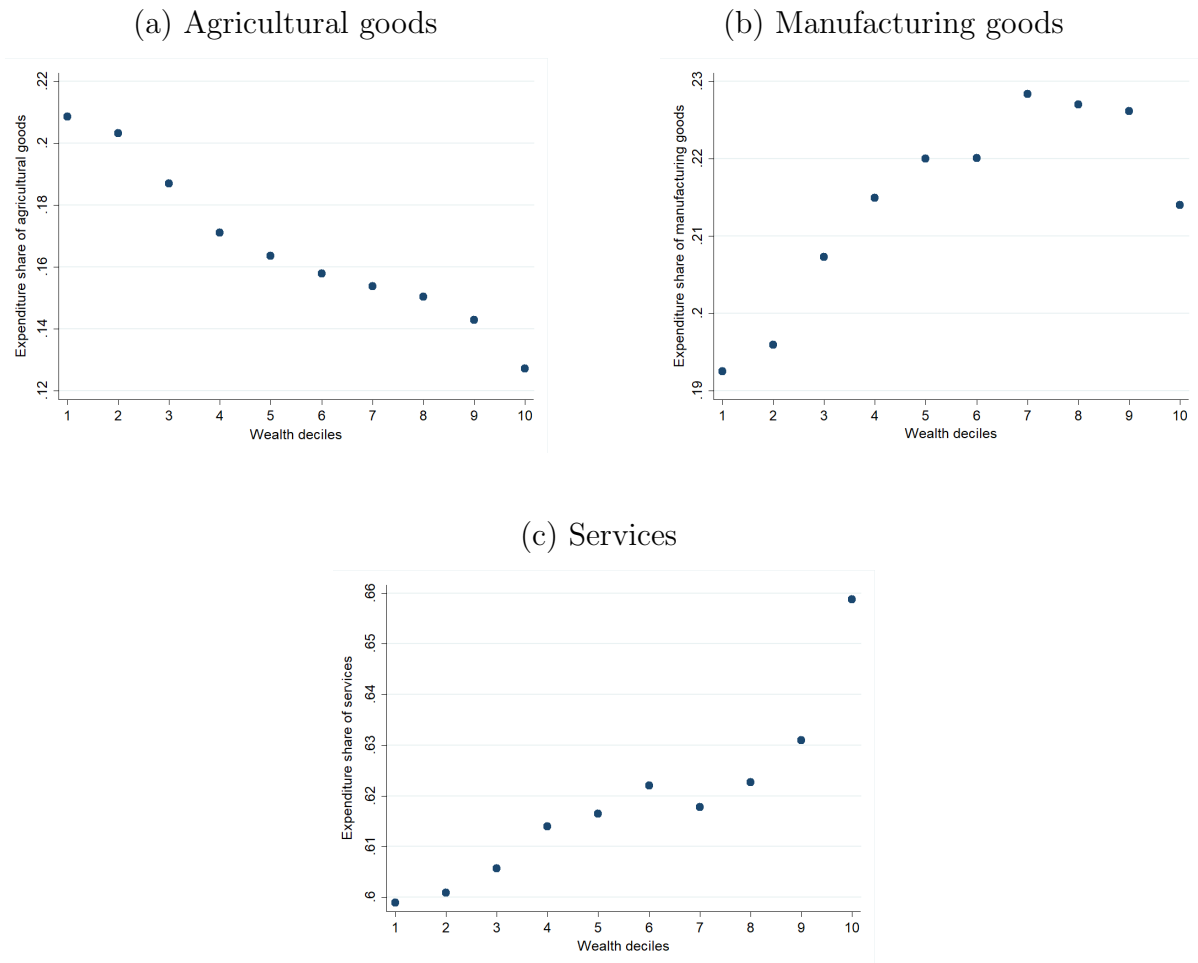 (a) Agricultural goods
Expenditure share of agricultural goods
.22
.2
.18
.16
.14
.12
1 2 3 4 5 6 7 8 9 10
Wealth deciles
(b) Manufacturing goods
Expenditure share of manufacturing goods
.23
.22
.21
.2
.19
1 2 3 4 5 6 7 8 9 10
Wealth deciles
(c) Services
Expenditure share of services
.66
.65
.64
.63
.62
.61
.6
1 2 3 4 5 6 7 8 9 10
Wealth deciles